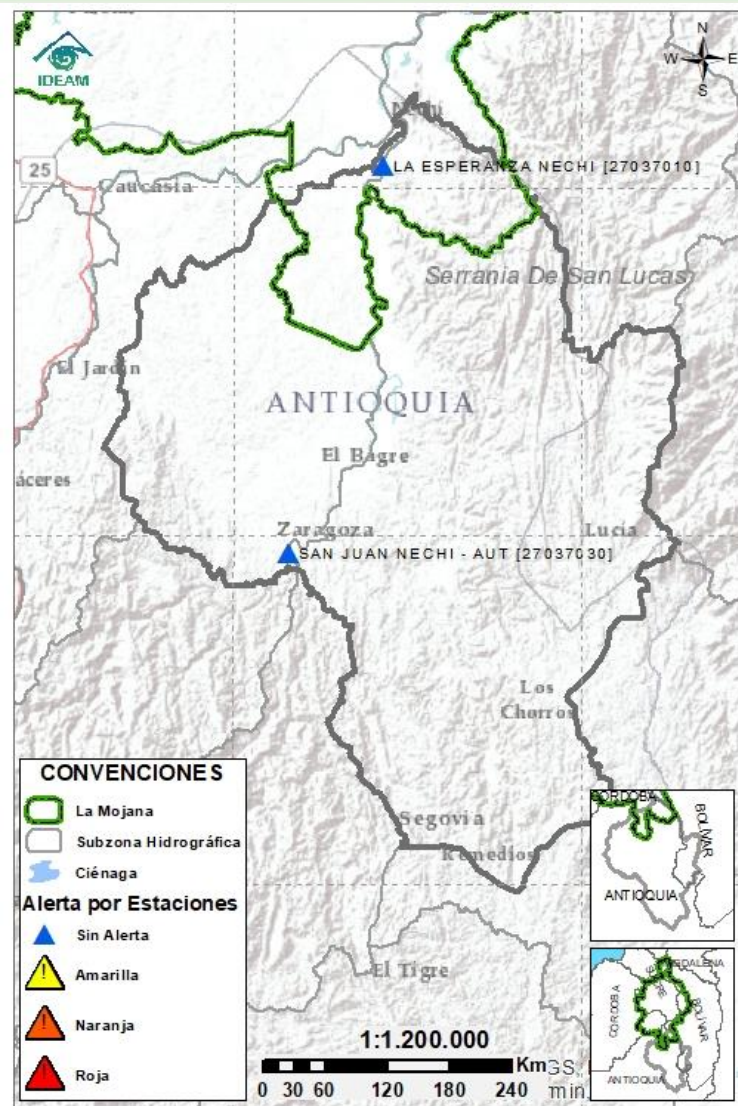 IDEAM
N
W E
S
Nechí
LA ESPERANZA NECHI [27037010]
25
Caucasia
Serrania De San Lucas
El Jardin
ANTIOQUIA
El Bagre
áceres
Zaragoza
Lucia
SAN JUAN NECHI - AUT [27037030]
Los
Chorros
Segovia
Remedios
El Tigre
CONVENCIONES
La Mojana
Subzona Hidrográfica
Ciénaga
Alerta por Estaciones
Sin Alerta
Amarilla
Naranja
Roja
1:1.200.000
Km
0 30 60 120 180 240
GS,
min
CORDOBA
BOLIVAR
ANTIOQUIA
CORDOBA
BOLIVAR
ANTIOQUIA